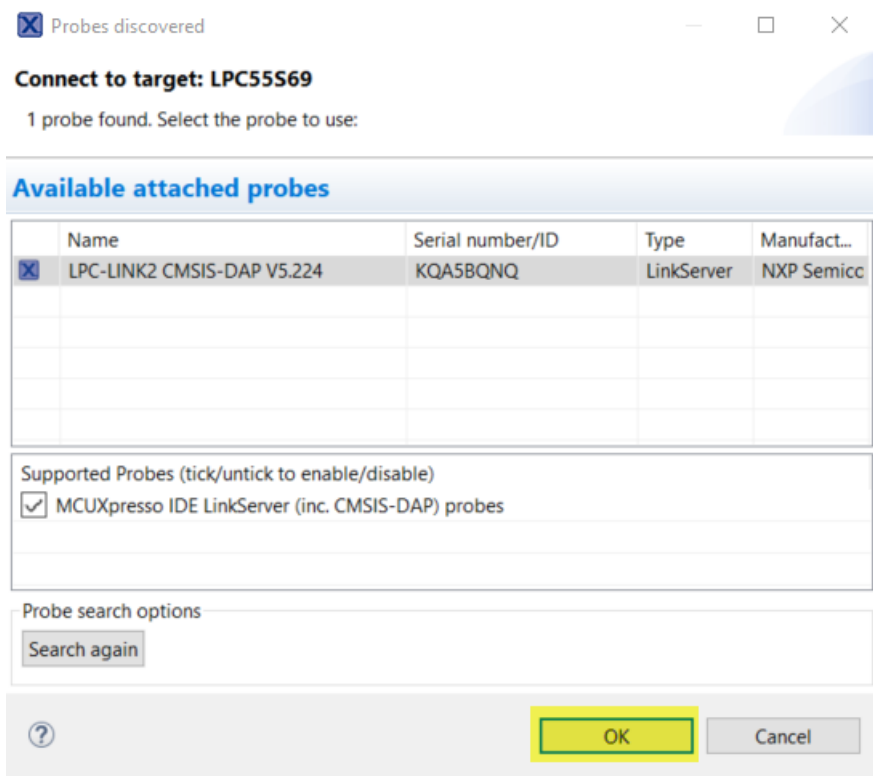 Probes discovered
Connect to target: LPC55S69
1 probe found. Select the probe to use:
Available attached probes
Name Serial number/ID Type Manufact...
LPC-LINK2 CMSIS-DAP V5.224 KQA5BQNQ LinkServer NXP Semicc
Supported Probes (tick/untick to enable/disable)
MCUXpresso IDE LinkServer (inc. CMSIS-DAP) probes
Probe search options
Search again
? OK Cancel